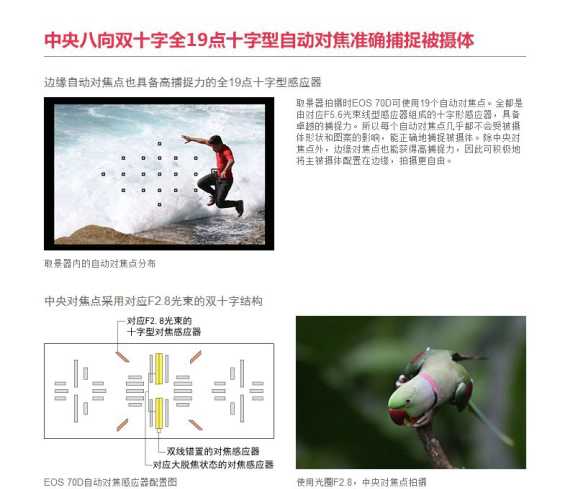 中央八向双十字全19点十字型自动对焦准确捕捉被摄体
边缘自动对焦点也具备高捕捉力的全19点十字型感应器
取景器拍摄时EOS 70D可使用19个自动对焦点。全部是
由对应F5.6光束线型感应器组成的十字形感应器，具备
卓越的捕捉力。所以每个自动对焦点几乎都不会受被摄
体形状和图案的影响，能正确地捕捉被摄体。除中央对
焦点外，边缘对焦点也能获得高捕捉力，因此可积极地
将主被摄体配置在边缘，拍摄更自由。
取景器内的自动对焦点分布
中央对焦点采用对应F2.8光束的双十字结构
对应F2.8光束的
十字型对焦感应器
双线错置的对焦感应器
对应大脱焦状态的对焦感应器
EOS 70D自动对焦感应器配置图
使用光圈F2.8，中央对焦点拍摄